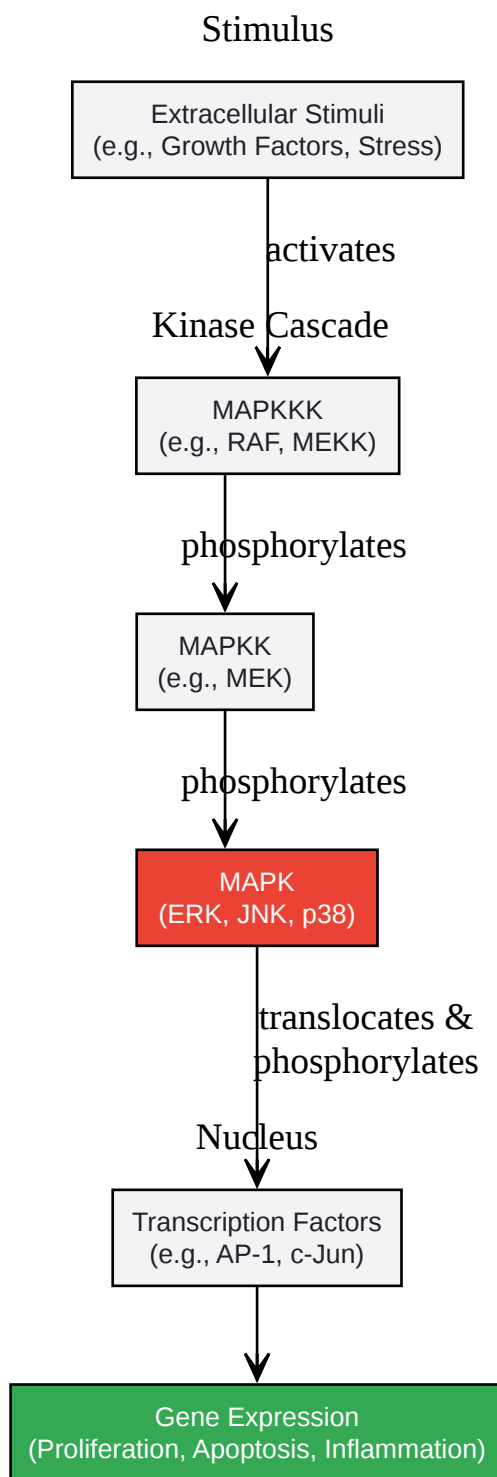 Stimulus
Extracellular Stimuli
(e.g., Growth Factors, Stress)
activates
Kinase Cascade
MAPKKK
(e.g., RAF, MEKK)
phosphorylates
MAPKK
(e.g., MEK)
phosphorylates
MAPK
(ERK, JNK, p38)
translocates &
phosphorylates
Nucleus
Transcription Factors
(e.g., AP-1, c-Jun)
Gene Expression
(Proliferation, Apoptosis, Inflammation)